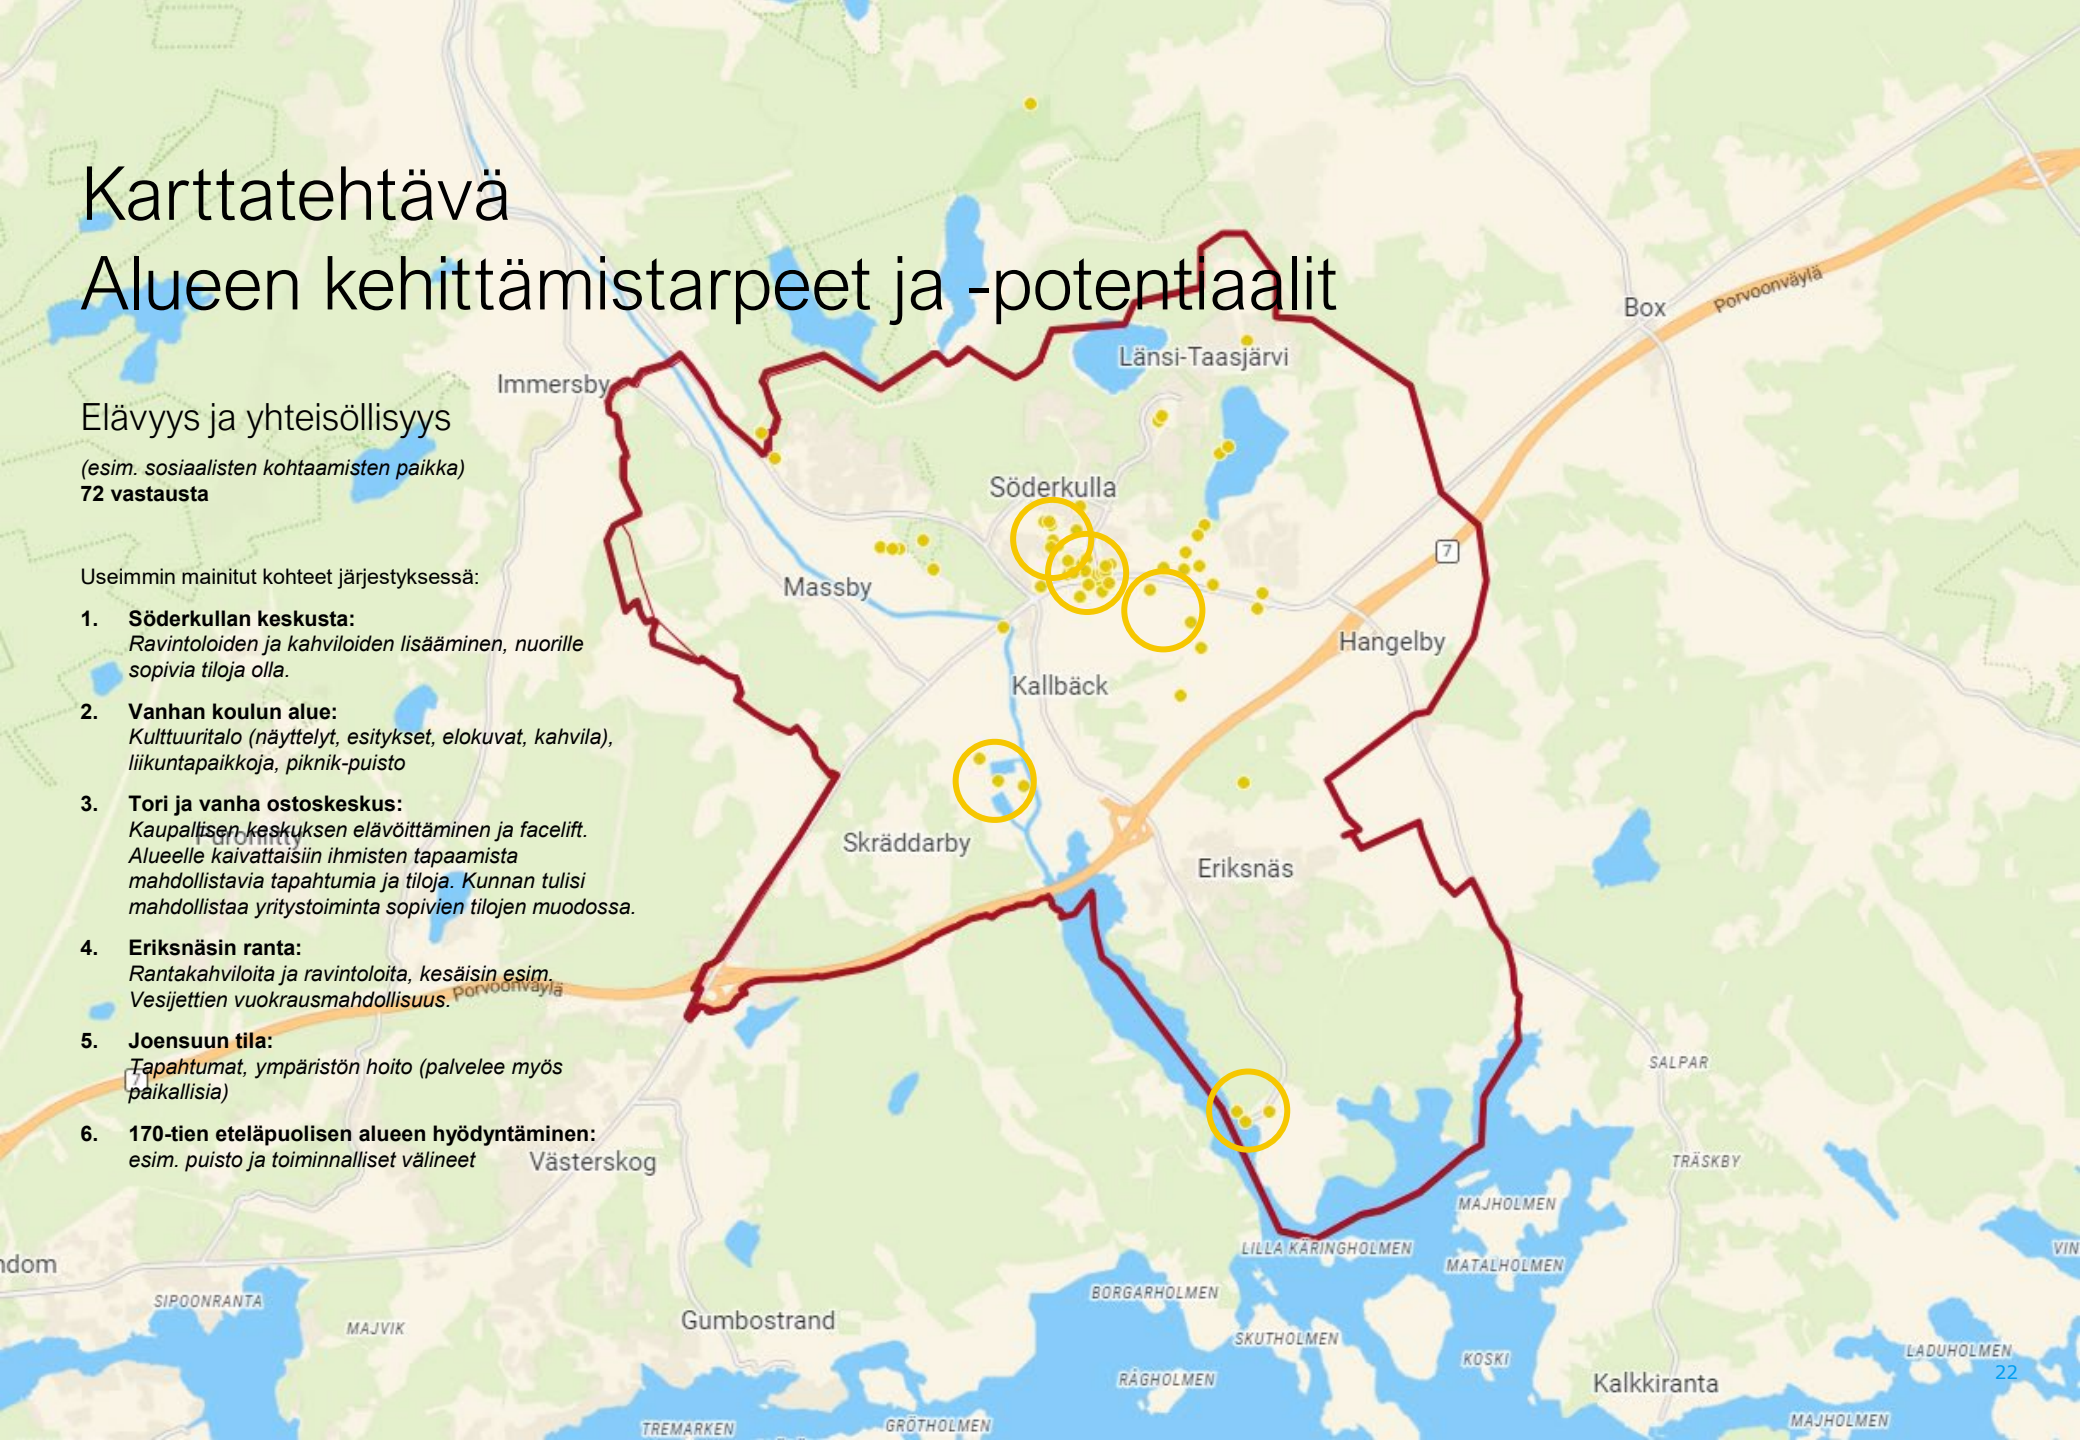 Karttatehtävä
Alueen kehittämistarpeet ja -potentiaalit
Elävyys ja yhteisöllisyys
(esim. sosiaalisten kohtaamisten paikka)
72 vastausta
Useimmin mainitut kohteet järjestyksessä:
1. Söderkullan keskusta:
Ravintoloiden ja kahviloiden lisääminen, nuorille
sopivia tiloja olla.
2. Vanhan koulun alue:
Kulttuuritalo (näyttelyt, esitykset, elokuvat, kahvila),
liikuntapaikkoja, piknik-puisto
3. Tori ja vanha ostoskeskus:
Kaupallisen keskuksen elävöittäminen ja facelift.
Alueelle kaivattaisiin ihmisten tapaamista
mahdollistavia tapahtumia ja tiloja. Kunnan tulisi
mahdollistaa yritystoiminta sopivien tilojen muodossa.
4. Eriksnäsin ranta:
Rantakahviloita ja ravintoloita, kesäisin esim.
Vesijettien vuokrausmahdollisuus.
5. Joensuun tila:
Tapahtumat, ympäristön hoito (palvelee myös
paikallisia)
6. 170-tien eteläpuolisen alueen hyödyntäminen:
esim. puisto ja toiminnalliset välineet
Immersby
Länsi-Taasjärvi
Box
Porvoonväylä
Söderkulla
7
Massby
Hangelby
Kallbäck
Skräddarby
Eriksnäs
Porvoonväylä
7
SALPAR
Västerskog
TRÄSKBY
MAJHOLMEN
LILLA KÄRINGHOLMEN
MATALHOLMEN
VIN
ndom
SIPOONRANTA
BORGARHOLMEN
MAJVIK
Gumbostrand
SKUTHOLMEN
KOSKI
LADUHOLMEN
22
RÅGHOLMEN
Kalkkiranta
TREMARKEN
GRÖTHOLMEN
MAJHOLMEN